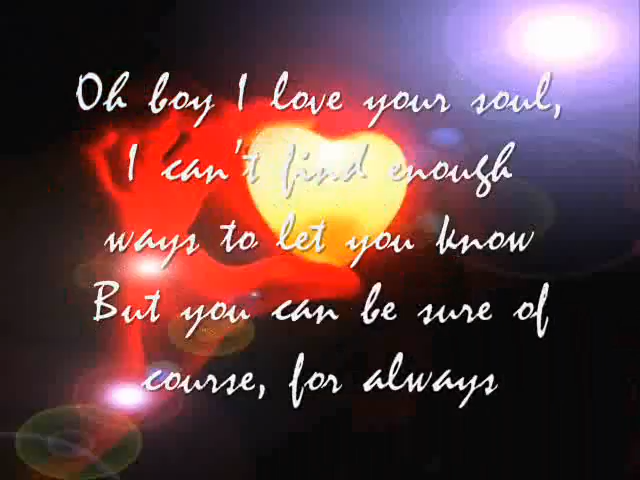 Oh boy I love your soul,
I can't find enough
ways to let you know
But you can be sure of
course, for always